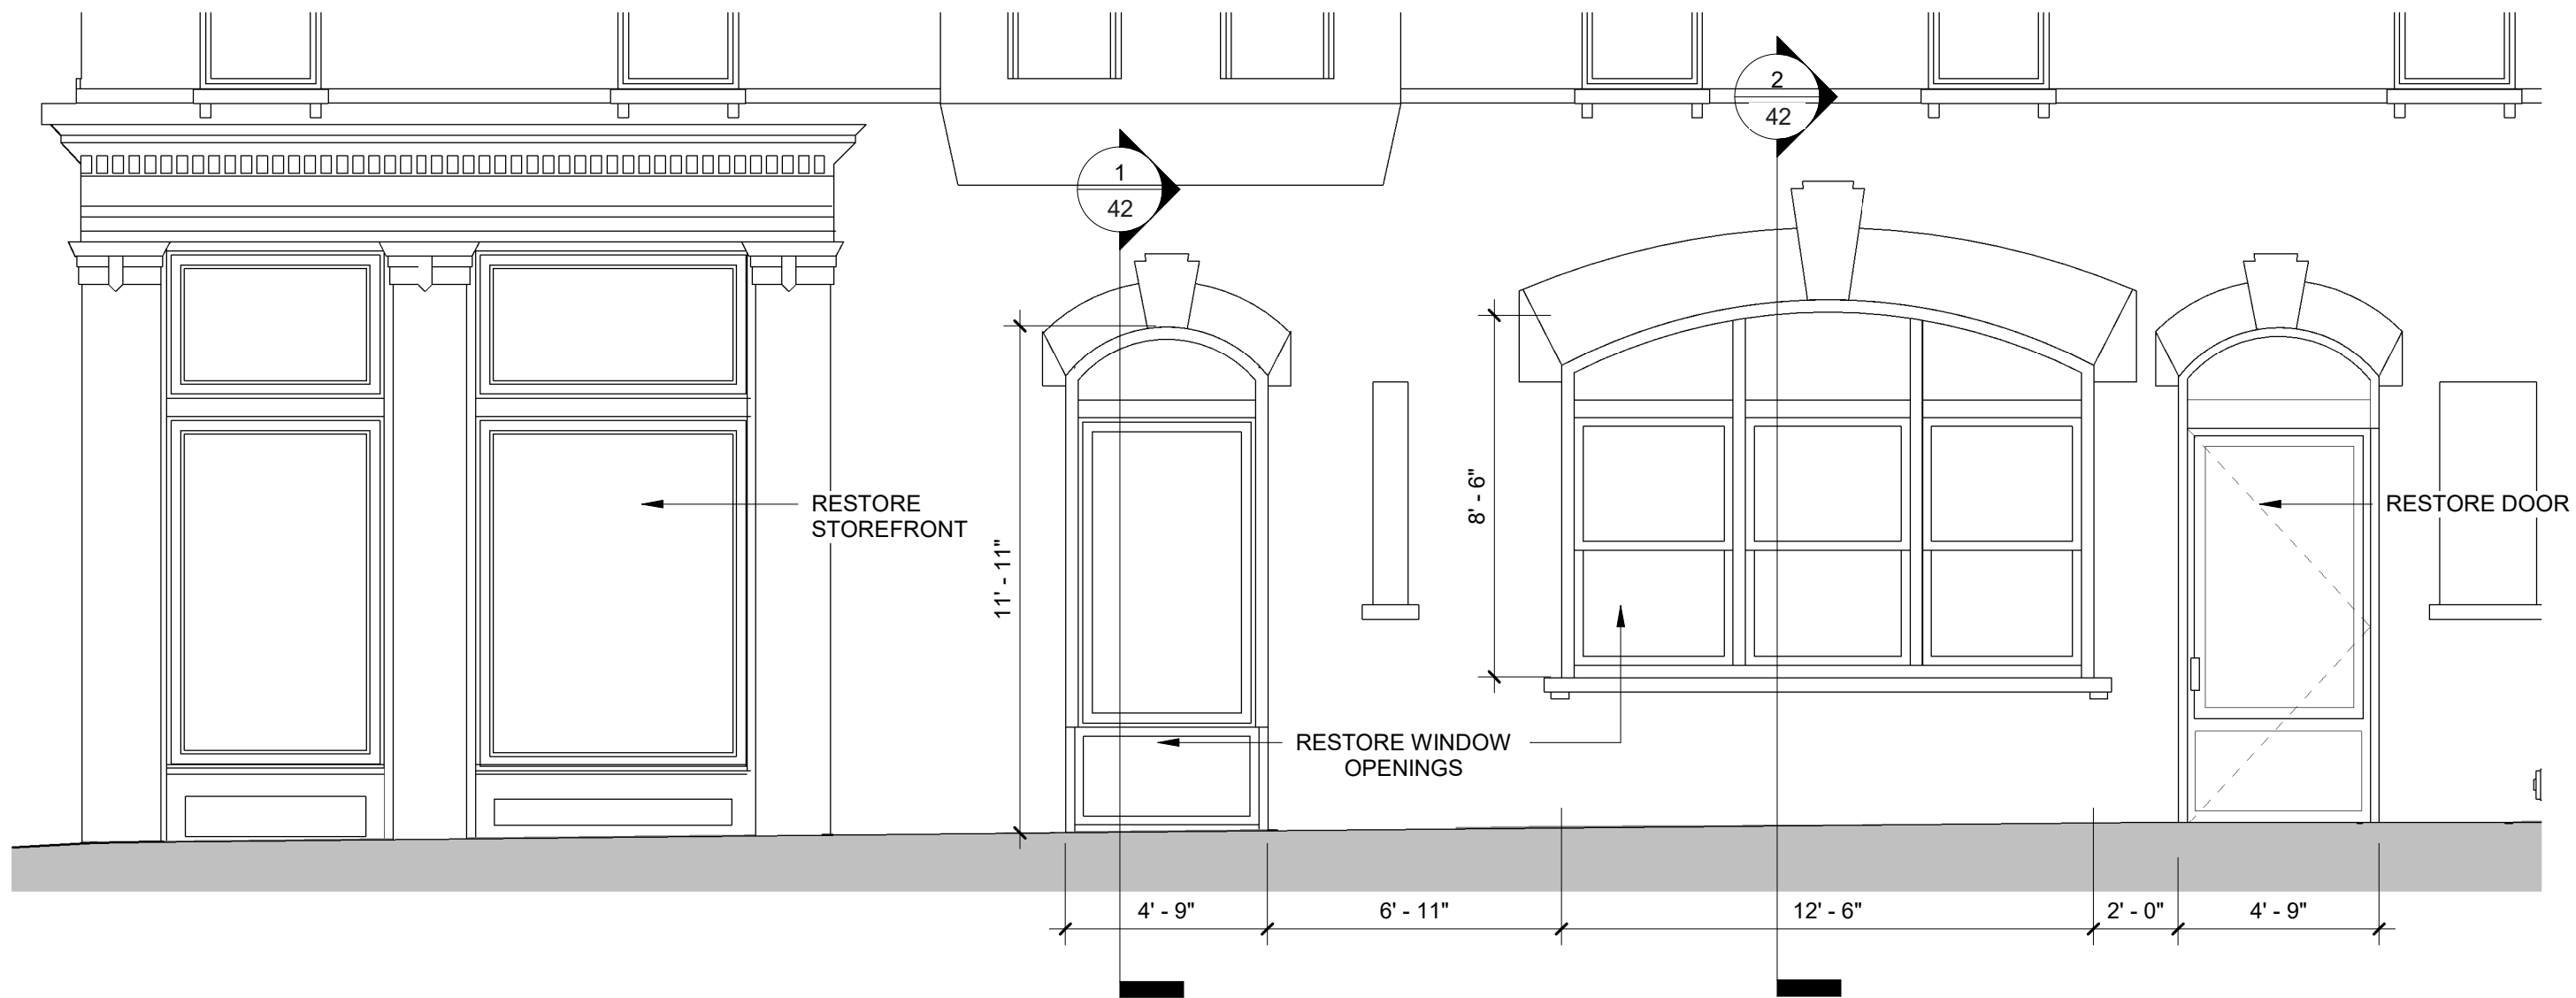 2
42
1
42
RESTORE
STOREFRONT
11' - 11"
8' - 6"
RESTORE DOOR
RESTORE WINDOW
OPENINGS
4' - 9"
6' - 11"
12' - 6"
2' - 0"
4' - 9"